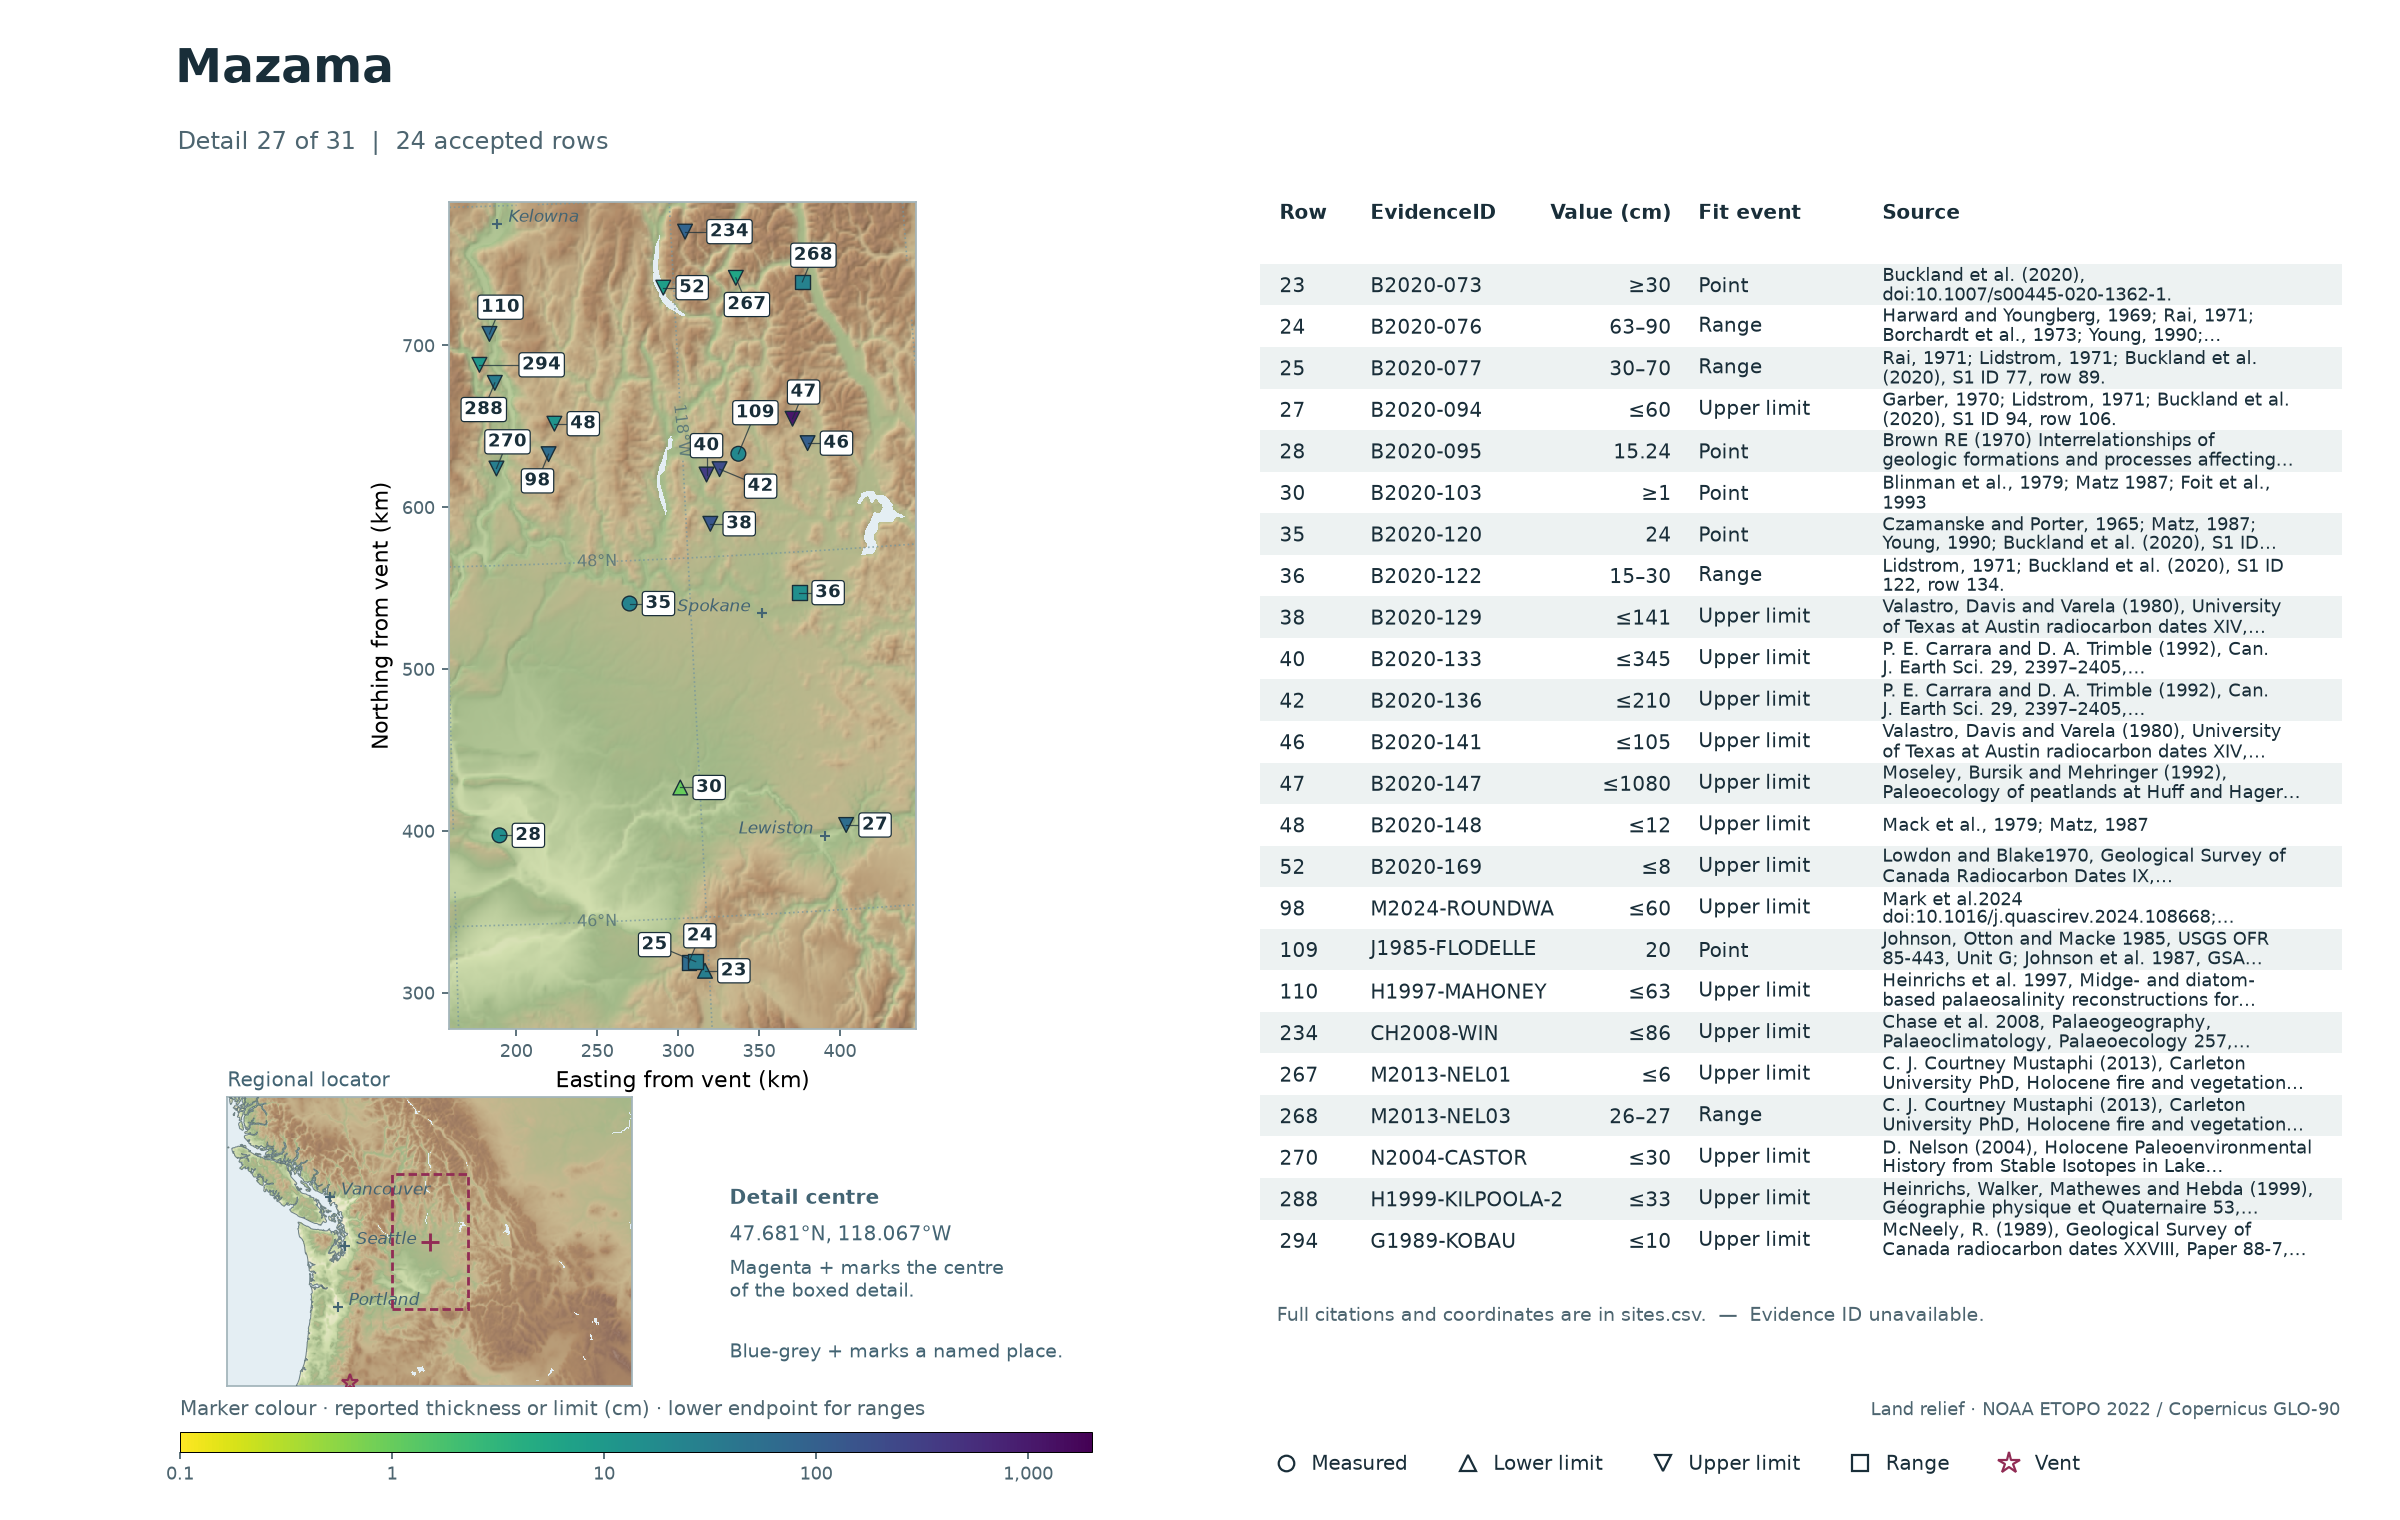 Mazama
Detail 27 of 31 | 24 accepted rows
Kelowna
234
268
52
267
110
294
288
47
109
48
270
40
46
98
42
118°W
38
48°N
35
Spokane
36
30
Lewiston
27
28
46°N
24
25
23
700
600
500
400
300
Northing from vent (km)
200 250 300 350 400
Easting from vent (km)
Regional locator
Vancouver
Seattle
Portland
Detail centre
47.681°N, 118.067°W
Magenta + marks the centre
of the boxed detail.
Blue-grey + marks a named place.
Marker colour · reported thickness or limit (cm) · lower endpoint for ranges
0.1 1 10 100 1,000
Row EvidenceID Value (cm) Fit event Source
23 B2020-073 ≥30 Point Buckland et al. (2020),
doi:10.1007/s00445-020-1362-1.
24 B2020-076 63–90 Range Harward and Youngberg, 1969; Rai, 1971;
Borchardt et al., 1973; Young, 1990;…
25 B2020-077 30–70 Range Rai, 1971; Lidstrom, 1971; Buckland et al.
(2020), S1 ID 77, row 89.
27 B2020-094 ≤60 Upper limit Garber, 1970; Lidstrom, 1971; Buckland et al.
(2020), S1 ID 94, row 106.
28 B2020-095 15.24 Point Brown RE (1970) Interrelationships of
geologic formations and processes affecting…
30 B2020-103 ≥1 Point Blinman et al., 1979; Matz 1987; Foit et al.,
1993
35 B2020-120 24 Point Czamanske and Porter, 1965; Matz, 1987;
Young, 1990; Buckland et al. (2020), S1 ID…
36 B2020-122 15–30 Range Lidstrom, 1971; Buckland et al. (2020), S1 ID
122, row 134.
38 B2020-129 ≤141 Upper limit Valastro, Davis and Varela (1980), University
of Texas at Austin radiocarbon dates XIV,…
40 B2020-133 ≤345 Upper limit P. E. Carrara and D. A. Trimble (1992), Can.
J. Earth Sci. 29, 2397–2405,…
42 B2020-136 ≤210 Upper limit P. E. Carrara and D. A. Trimble (1992), Can.
J. Earth Sci. 29, 2397–2405,…
46 B2020-141 ≤105 Upper limit Valastro, Davis and Varela (1980), University
of Texas at Austin radiocarbon dates XIV,…
47 B2020-147 ≤1080 Upper limit Moseley, Bursik and Mehringer (1992),
Paleoecology of peatlands at Huff and Hager…
48 B2020-148 ≤12 Upper limit Mack et al., 1979; Matz, 1987
52 B2020-169 ≤8 Upper limit Lowdon and Blake1970, Geological Survey of
Canada Radiocarbon Dates IX,…
98 M2024-ROUNDWA ≤60 Upper limit Mark et al.2024
doi:10.1016/j.quascirev.2024.108668;…
109 J1985-FLODELLE 20 Point Johnson, Otton and Macke 1985, USGS OFR
85-443, Unit G; Johnson et al. 1987, GSA…
110 H1997-MAHONEY ≤63 Upper limit Heinrichs et al. 1997, Midge- and diatom-
based palaeosalinity reconstructions for…
234 CH2008-WIN ≤86 Upper limit Chase et al. 2008, Palaeogeography,
Palaeoclimatology, Palaeoecology 257,…
267 M2013-NEL01 ≤6 Upper limit C. J. Courtney Mustaphi (2013), Carleton
University PhD, Holocene fire and vegetation…
268 M2013-NEL03 26–27 Range C. J. Courtney Mustaphi (2013), Carleton
University PhD, Holocene fire and vegetation…
270 N2004-CASTOR ≤30 Upper limit D. Nelson (2004), Holocene Paleoenvironmental
History from Stable Isotopes in Lake…
288 H1999-KILPOOLA-2 ≤33 Upper limit Heinrichs, Walker, Mathewes and Hebda (1999),
Géographie physique et Quaternaire 53,…
294 G1989-KOBAU ≤10 Upper limit McNeely, R. (1989), Geological Survey of
Canada radiocarbon dates XXVIII, Paper 88-7,…
Full citations and coordinates are in sites.csv. — Evidence ID unavailable.
Land relief · NOAA ETOPO 2022 / Copernicus GLO-90
Measured Lower limit Upper limit Range Vent